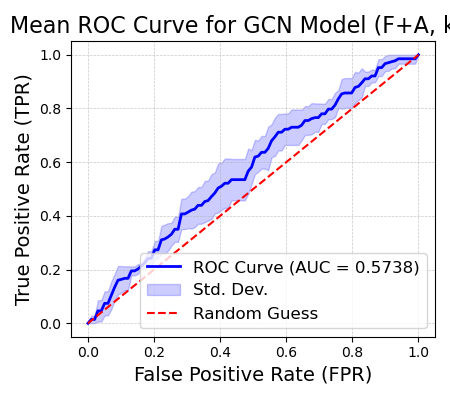 Mean ROC Curve for GCN Model (F+A, k
True Positive Rate (TPR)
1.0
0.8
0.6
0.4
0.2
0.0
ROC Curve (AUC = 0.5738)
Std. Dev.
Random Guess
0.0 0.2 0.4 0.6 0.8 1.0
False Positive Rate (FPR)